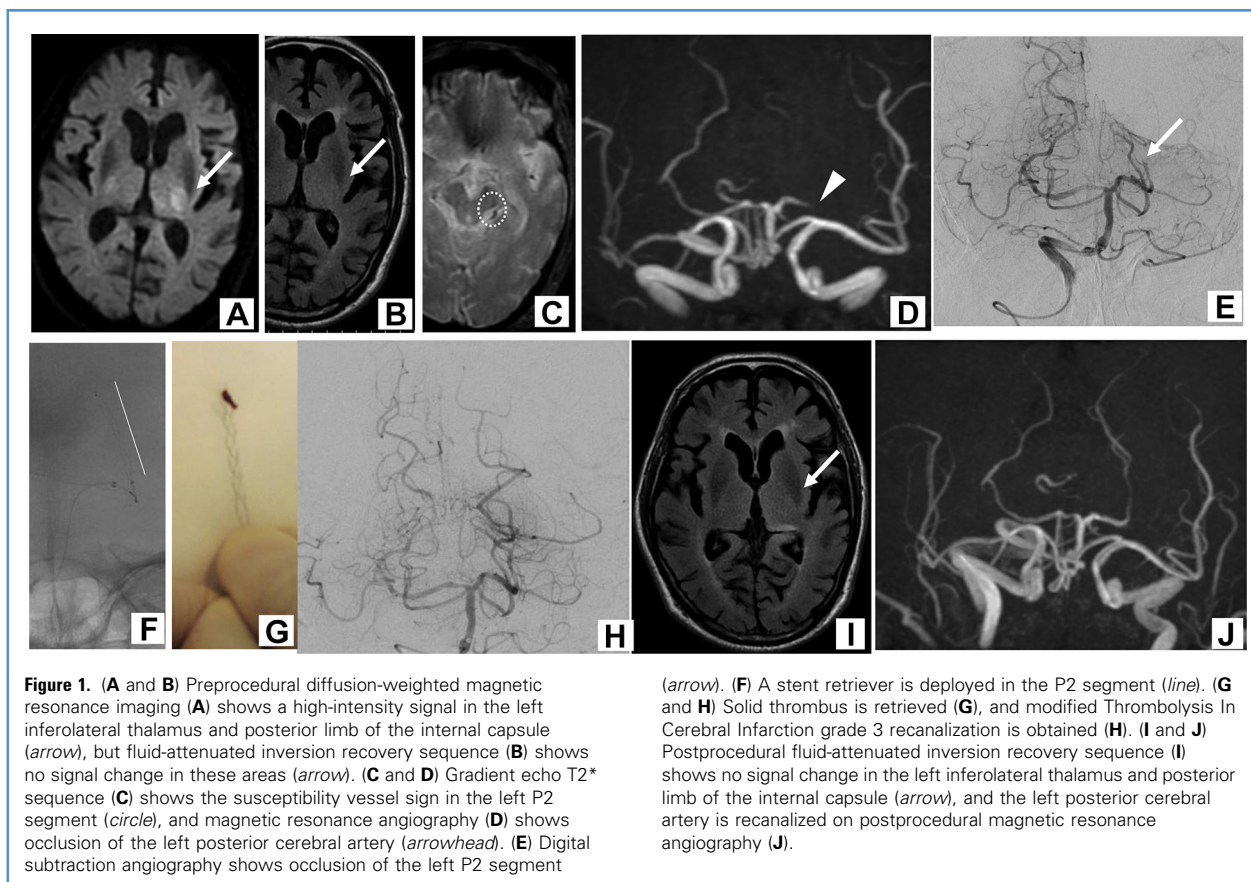 A
B
C
D
E
F
G
H
I
J
Figure 1. (A and B) Preprocedural diffusion-weighted magnetic
resonance imaging (A) shows a high-intensity signal in the left
inferolateral thalamus and posterior limb of the internal capsule
(arrow), but fluid-attenuated inversion recovery sequence (B) shows
no signal change in these areas (arrow). (C and D) Gradient echo T2*
sequence (C) shows the susceptibility vessel sign in the left P2
segment (circle), and magnetic resonance angiography (D) shows
occlusion of the left posterior cerebral artery (arrowhead). (E) Digital
subtraction angiography shows occlusion of the left P2 segment
(arrow). (F) A stent retriever is deployed in the P2 segment (line). (G
and H) Solid thrombus is retrieved (G), and modified Thrombolysis In
Cerebral Infarction grade 3 recanalization is obtained (H). (I and J)
Postprocedural fluid-attenuated inversion recovery sequence (I)
shows no signal change in the left inferolateral thalamus and posterior
limb of the internal capsule (arrow), and the left posterior cerebral
artery is recanalized on postprocedural magnetic resonance
angiography (J).